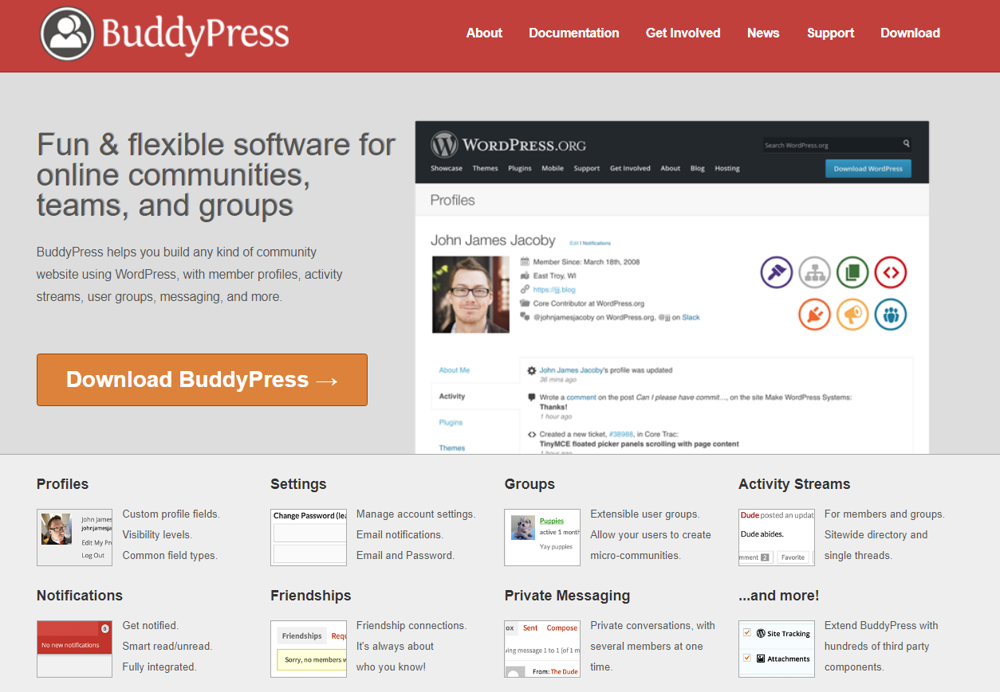 BuddyPress
About Documentation Get Involved News Support Download
Fun & flexible software for
online communities,
teams, and groups
BuddyPress helps you build any kind of community
website using WordPress, with member profiles, activity
streams, user groups, messaging, and more.
Download BuddyPress →
WORDPRESS.ORG
Search WordPress.org
Showcase Themes Plugins Mobile Support Get Involved About Blog Hosting
Download WordPress
Profiles
John James Jacoby Edit | Notifications
Member Since: March 18th, 2008
East Troy, WI
https://jjj.blog
Core Contributor at WordPress.org
@johnjamesjacoby on WordPress.org, @jjj on Slack
About Me
Activity
Plugins
Themes
John James Jacoby's profile was updated
36 mins ago
Wrote a comment on the post Can I please have commit..., on the site Make WordPress Systems:
Thanks!
1 hour ago
Created a new ticket, #38988, in Core Trac:
TinyMCE floated picker panels scrolling with page content
1 hour ago
Profiles
John James
johnjamesja
Edit My Pr
Log Out
Custom profile fields.
Visibility levels.
Common field types.
Settings
Change Password (lea
Manage account settings.
Email notifications.
Email and Password.
Groups
Puppies
active 1 month
Yay puppies
Extensible user groups.
Allow your users to create
micro-communities.
Activity Streams
Dude posted an updat
Dude abides.
mment 2 Favorite
For members and groups.
Sitewide directory and
single threads.
Notifications
0
No new notifications
Get notified.
Smart read/unread.
Fully integrated.
Friendships
Friendships Requ
Sorry, no members w
Friendship connections.
It's always about
who you know!
Private Messaging
ox Sent Compose
ving message 1 to 1 (of 1 m
From: The Dude
Private conversations, with
several members at one
time.
...and more!
Site Tracking
Attachments
Extend BuddyPress with
hundreds of third party
components.